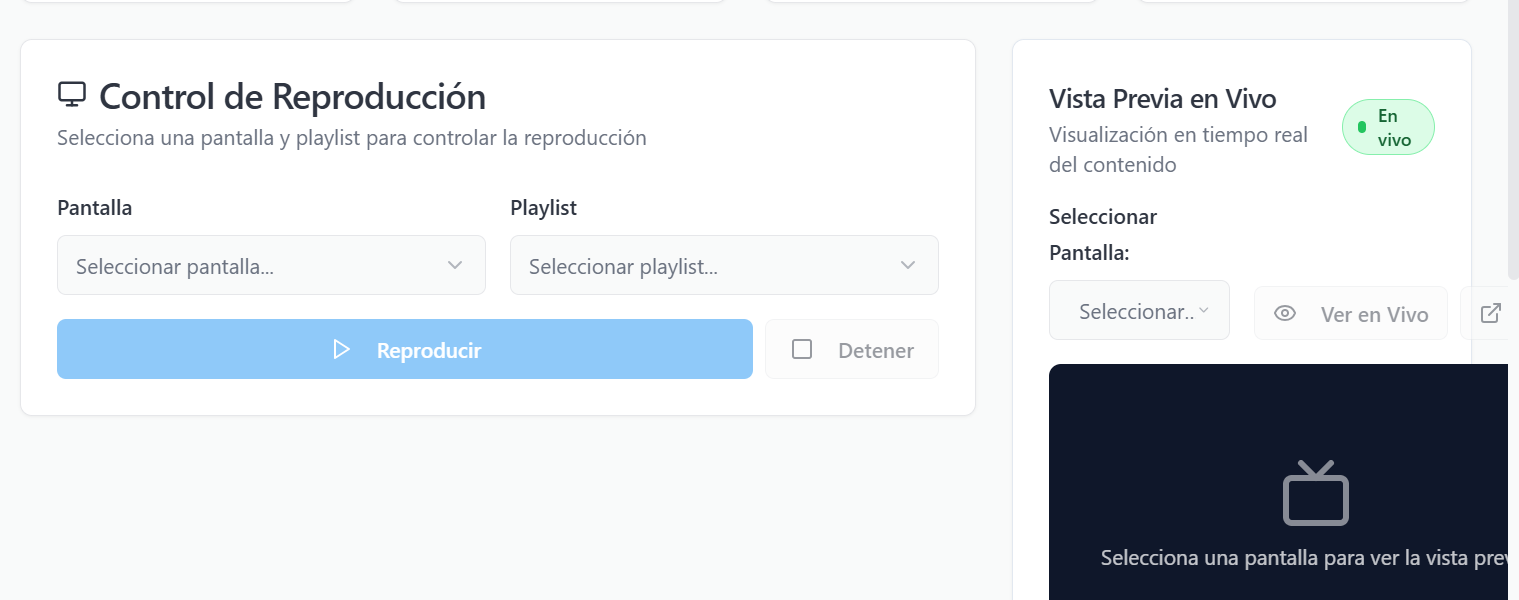 Control de Reproducción
Selecciona una pantalla y playlist para controlar la reproducción
Pantalla
Seleccionar pantalla...
Playlist
Seleccionar playlist...
Reproducir
Detener
Vista Previa en Vivo
Visualización en tiempo real
del contenido
En
vivo
Seleccionar
Pantalla:
Seleccionar..
Ver en Vivo
Selecciona una pantalla para ver la vista